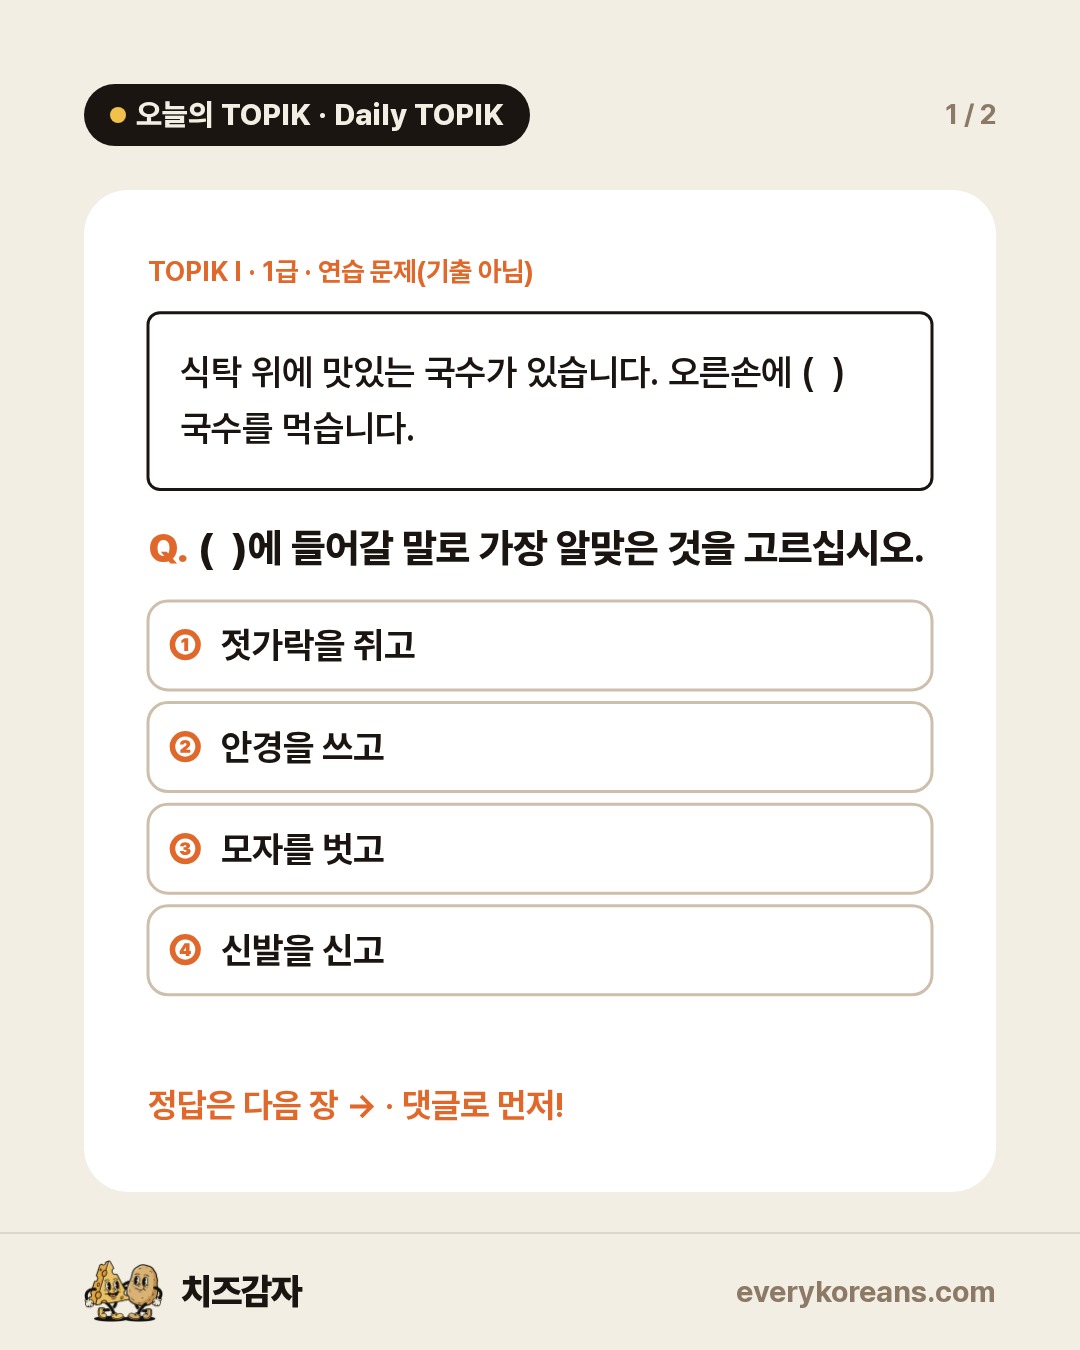 오늘의 TOPIK · Daily TOPIK
1 / 2
TOPIK I · 1급 · 연습 문제(기출 아님)
식탁 위에 맛있는 국수가 있습니다. 오른손에 (  )
국수를 먹습니다.
Q. (  )에 들어갈 말로 가장 알맞은 것을 고르십시오.
① 젓가락을 쥐고
② 안경을 쓰고
③ 모자를 벗고
④ 신발을 신고
정답은 다음 장 → · 댓글로 먼저!
치즈감자
everykoreans.com